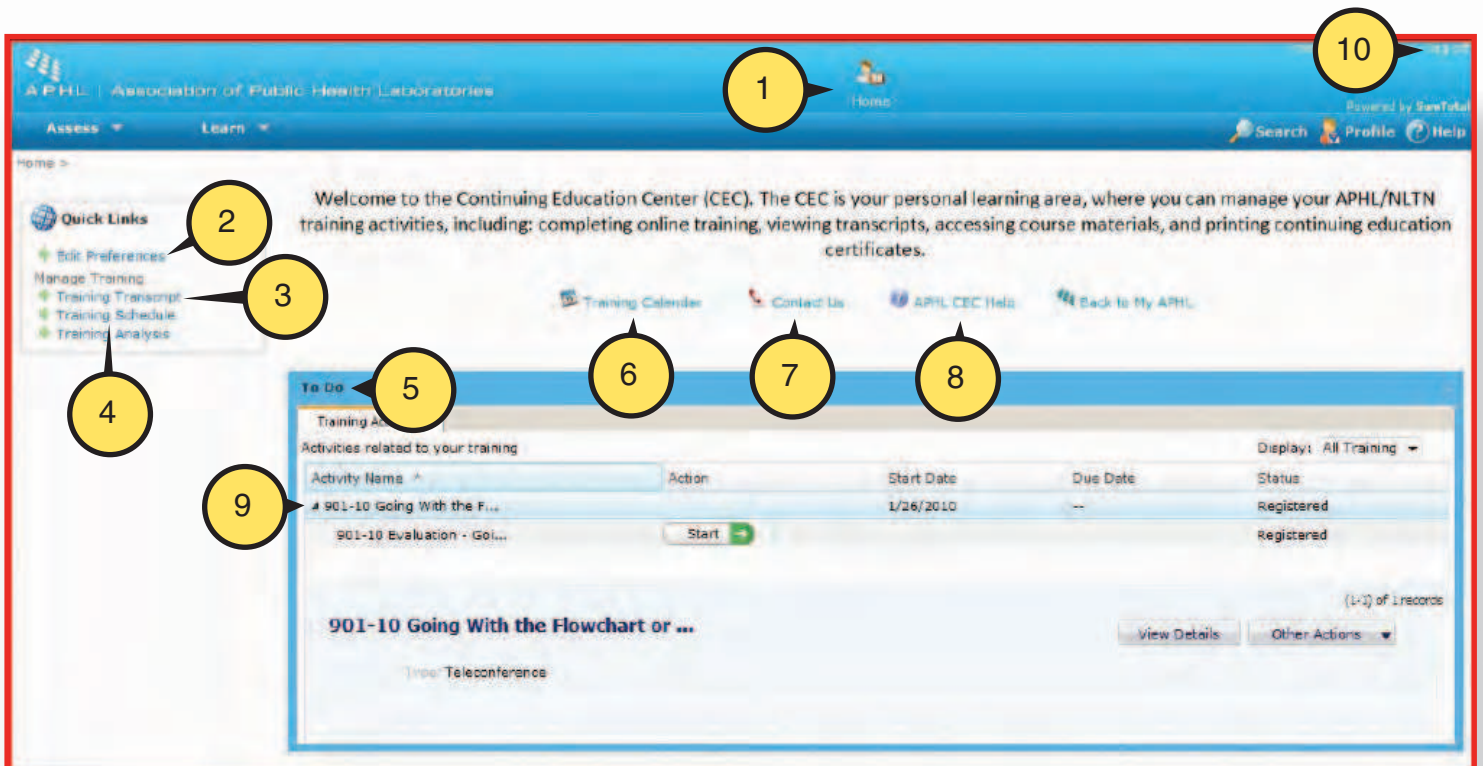 10
1
APHL | Association of Public Health Laboratories
Home
Powered by SumTotal
Assess Learn
Search Profile Help
Home >
Welcome to the Continuing Education Center (CEC). The CEC is your personal learning area, where you can manage your APHL/NLTN
training activities, including: completing online training, viewing transcripts, accessing course materials, and printing continuing education
certificates.
Quick Links
2
Edit Preferences
Manage Training
Training Transcript
3
Training Schedule
Training Analysis
4
Training Calendar Contact Us APHL CEC Help Back to My APHL
6 7 8
To Do
5
Training
Activities related to your training
Display: All Training
Activity Name Action Start Date Due Date Status
9
901-10 Going With the F... 1/26/2010 -- Registered
901-10 Evaluation - Goi... Start Registered
(1-1) of 1 records
901-10 Going With the Flowchart or ...
View Details Other Actions
Type: Teleconference